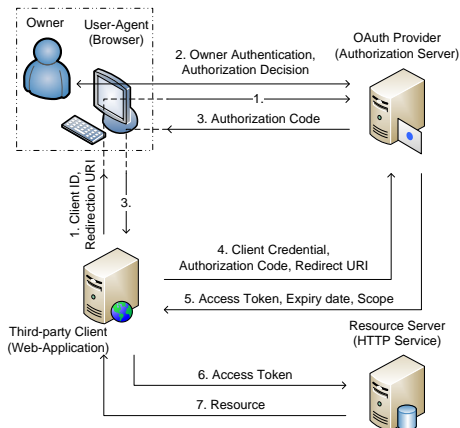 Owner
User-Agent
(Browser)
OAuth Provider
(Authorization Server)
2. Owner Authentication,
Authorization Decision
1.
3. Authorization Code
1. Client ID,
Redirection URI
3.
4. Client Credential,
Authorization Code, Redirect URI
5. Access Token, Expiry date, Scope
Third-party Client
(Web-Application)
Resource Server
(HTTP Service)
6. Access Token
7. Resource